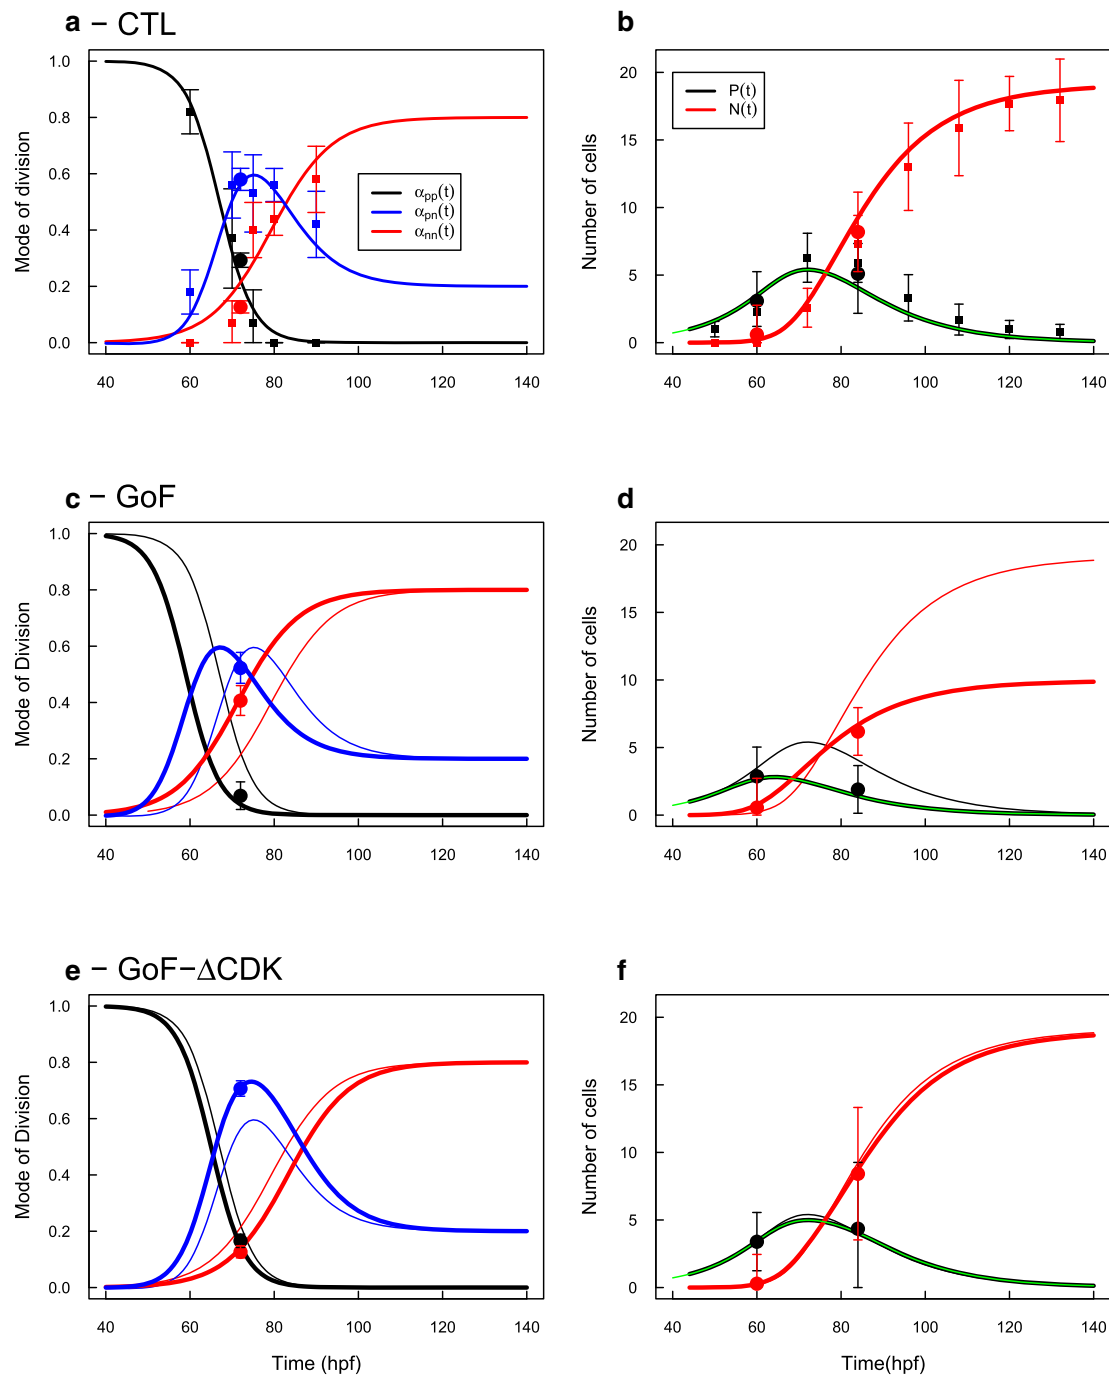 a – CTL
1.0
0.8
0.6
0.4
0.2
0.0
Mode of division
αpp(t)
αpn(t)
αnn(t)
40 60 80 100 120 140
b
20
15
10
5
0
Number of cells
P(t)
N(t)
40 60 80 100 120 140
c – GoF
1.0
0.8
0.6
0.4
0.2
0.0
Mode of Division
40 60 80 100 120 140
d
20
15
10
5
0
Number of cells
40 60 80 100 120 140
e – GoF–ΔCDK
1.0
0.8
0.6
0.4
0.2
0.0
Mode of Division
40 60 80 100 120 140
Time (hpf)
f
20
15
10
5
0
Number of cells
40 60 80 100 120 140
Time(hpf)